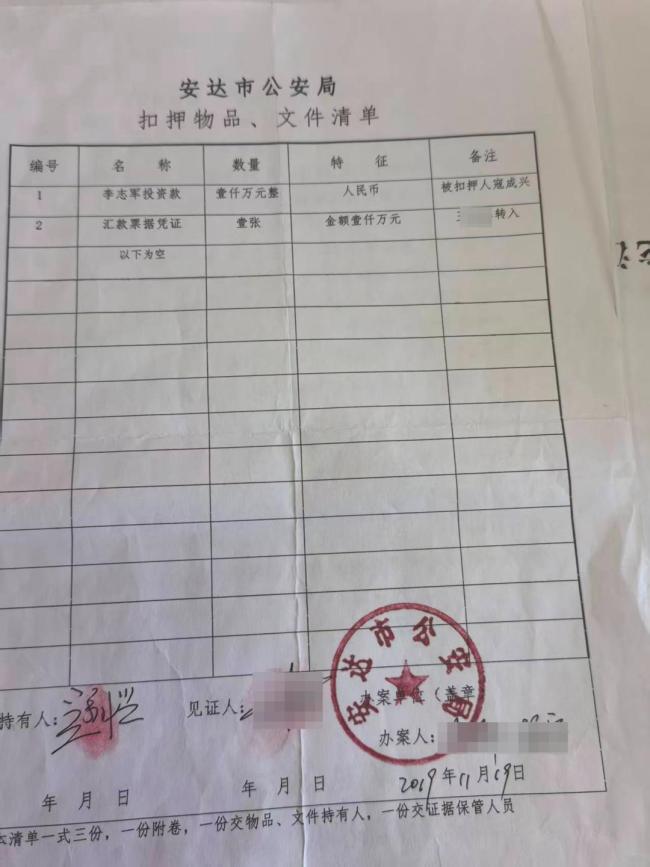 安达市公安局
扣押物品、文件清单
编号 名 称 数量 特 征 备注
1 李志军投资款 壹仟万元整 人民币 被扣押人寇成兴
2 汇款票据凭证 壹张 金额壹仟万元 转入
以下为空
持有人： 见证人： 办案单位（盖章
安达市公安局
办案人：
年 月 日 年 月 日 2019年11月19日
本清单一式三份，一份附卷，一份交物品、文件持有人，一份交证据保管人员